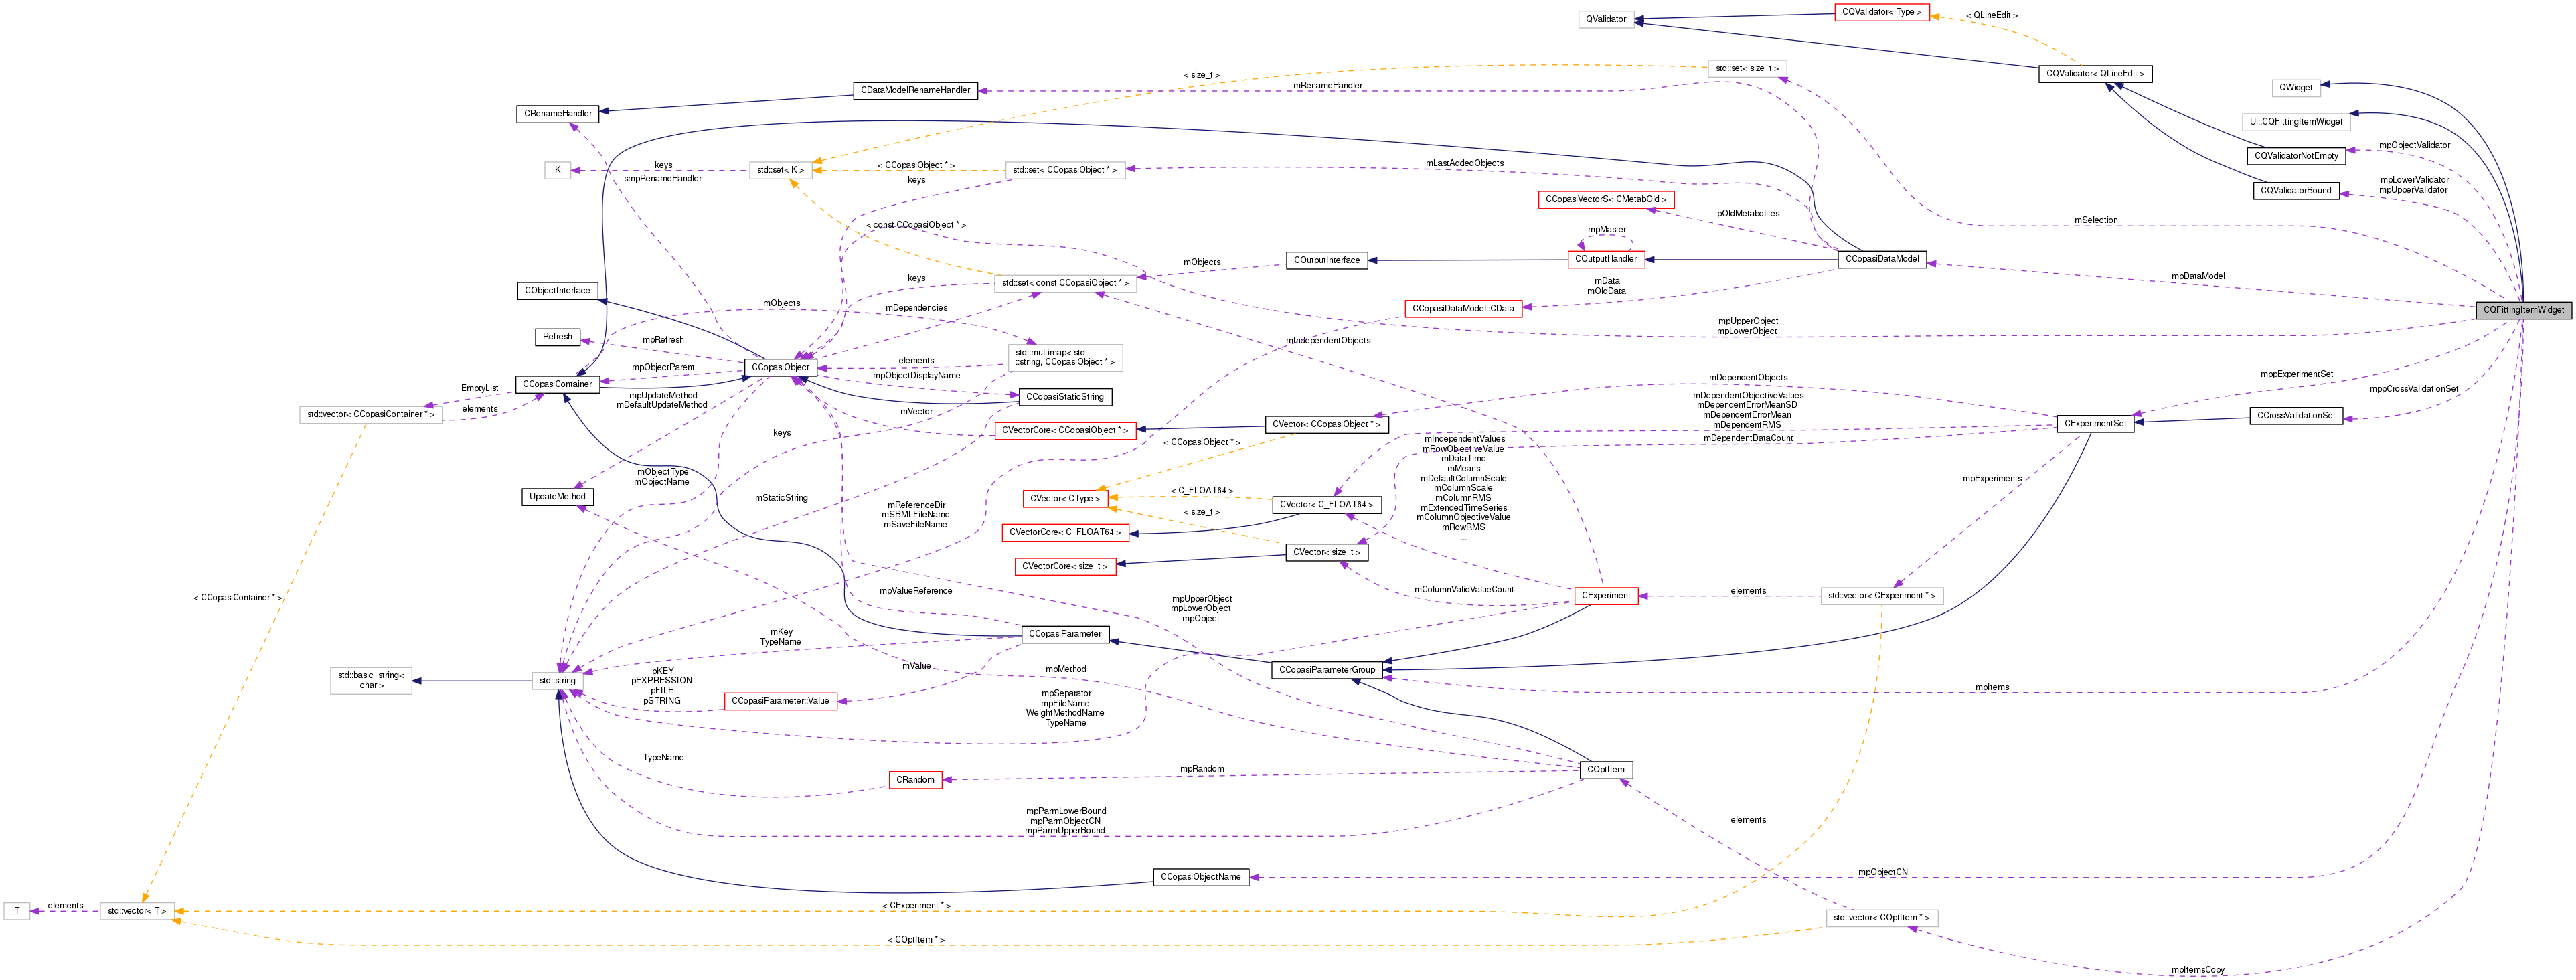 QValidator
CQValidator< Type >
< QLineEdit >
< size_t >
std::set< size_t >
CQValidator< QLineEdit >
CDataModelRenameHandler
mRenameHandler
QWidget
CRenameHandler
Ui::CQFittingItemWidget
mpObjectValidator
CQValidatorNotEmpty
K
keys
smpRenameHandler
std::set< K >
< CCopasiObject * >
keys
std::set< CCopasiObject * >
mLastAddedObjects
mpLowerValidator
mpUpperValidator
CQValidatorBound
CCopasiVectorS< CMetabOld >
pOldMetabolites
mSelection
< const CCopasiObject * >
mpMaster
COutputInterface
COutputHandler
CCopasiDataModel
mObjects
mpDataModel
CObjectInterface
keys
std::set< const CCopasiObject * >
mData
mOldData
mObjects
mDependencies
CCopasiDataModel::CData
CQFittingItemWidget
mpUpperObject
mpLowerObject
Refresh
mpRefresh
mIndependentObjects
std::multimap< std
::string, CCopasiObject * >
elements
CCopasiObject
mpObjectParent
mpObjectDisplayName
CCopasiContainer
EmptyList
mppExperimentSet
mDependentObjects
mppCrossValidationSet
mpUpdateMethod
mDefaultUpdateMethod
CCopasiStaticString
mDependentObjectiveValues
mDependentErrorMeanSD
mDependentErrorMean
mDependentRMS
std::vector< CCopasiContainer * >
elements
mVector
CVectorCore< CCopasiObject * >
CVector< CCopasiObject * >
CExperimentSet
CCrossValidationSet
keys
< CCopasiObject * >
mDependentDataCount
mIndependentValues
mRowObjectiveValue
mDataTime
mMeans
mDefaultColumnScale
mColumnScale
mColumnRMS
mExtendedTimeSeries
mColumnObjectiveValue
mRowRMS
...
mObjectType
mObjectName
mpExperiments
UpdateMethod
mStaticString
CVector< CType >
< C_FLOAT64 >
CVector< C_FLOAT64 >
mReferenceDir
mSBMLFileName
mSaveFileName
< size_t >
CVectorCore< C_FLOAT64 >
CVector< size_t >
CVectorCore< size_t >
< CCopasiContainer * >
mpValueReference
mpUpperObject
mpLowerObject
mpObject
mColumnValidValueCount
CExperiment
elements
std::vector< CExperiment * >
mKey
TypeName
CCopasiParameter
mValue
mpMethod
CCopasiParameterGroup
mpItems
std::basic_string<
char >
std::string
pKEY
pEXPRESSION
pFILE
pSTRING
CCopasiParameter::Value
mpSeparator
mpFileName
WeightMethodName
TypeName
TypeName
CRandom
mpRandom
COptItem
mpParmLowerBound
mpParmObjectCN
mpParmUpperBound
elements
CCopasiObjectName
mpObjectCN
T
elements
std::vector< T >
< CExperiment * >
std::vector< COptItem * >
< COptItem * >
mpItemsCopy